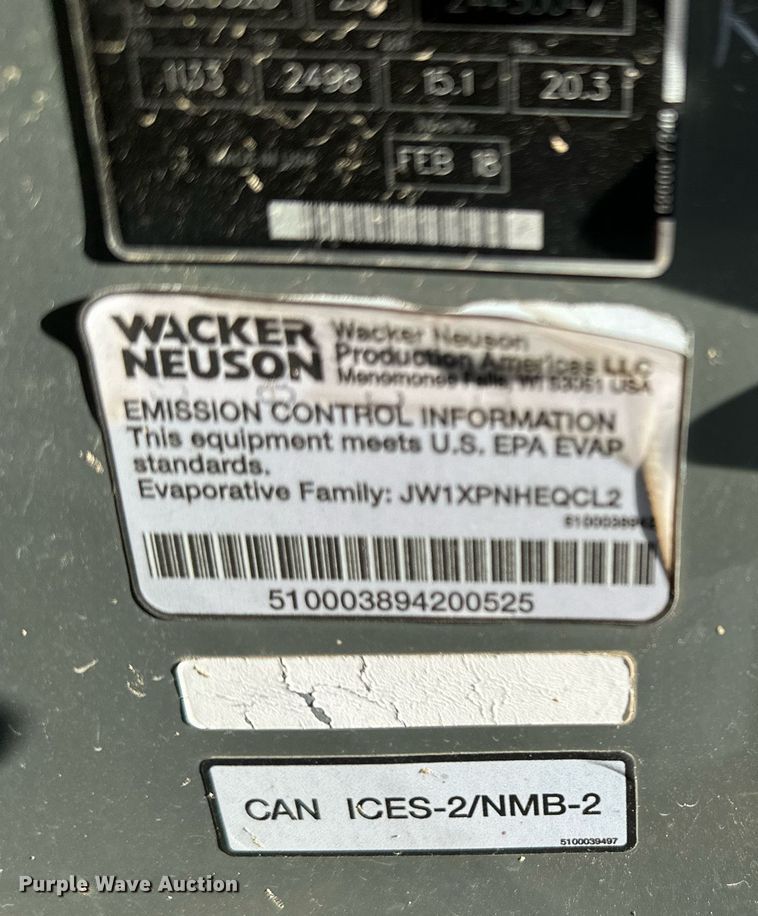 1133 2498 15.1 20.3
FEB 18
WACKER
NEUSON
Wacker Neuson
Production Americas LLC
Menomonee Falls, WI 53051 USA
EMISSION CONTROL INFORMATION
This equipment meets U.S. EPA EVAP
standards.
Evaporative Family: JW1XPNHEQCL2
510003894200525
CAN ICES-2/NMB-2
5100039497
Purple Wave Auction